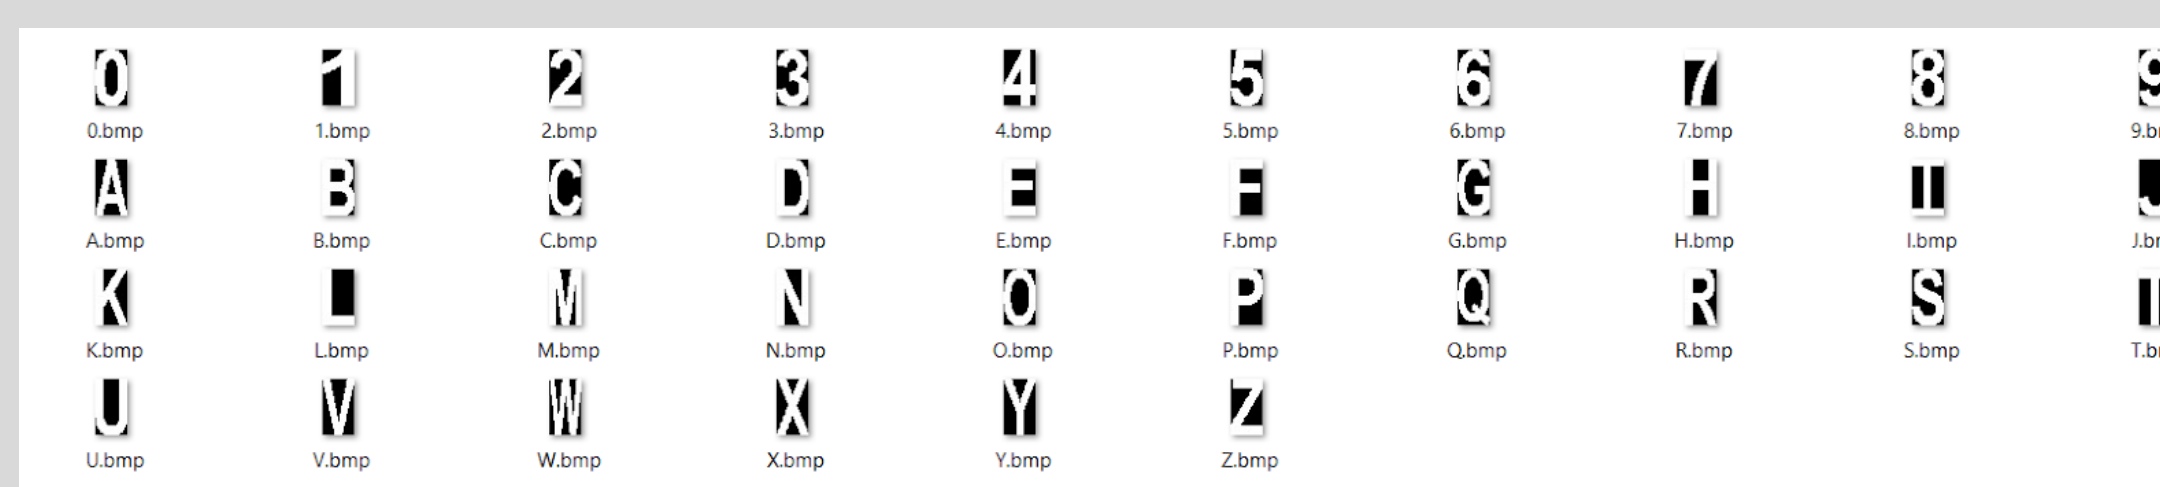 0 1 2 3 4 5 6 7 8 9
0.bmp 1.bmp 2.bmp 3.bmp 4.bmp 5.bmp 6.bmp 7.bmp 8.bmp
A B C D E F G H I J
A.bmp B.bmp C.bmp D.bmp E.bmp F.bmp G.bmp H.bmp I.bmp
K L M N O P Q R S
K.bmp L.bmp M.bmp N.bmp O.bmp P.bmp Q.bmp R.bmp S.bmp
U V W X Y Z
U.bmp V.bmp W.bmp X.bmp Y.bmp Z.bmp